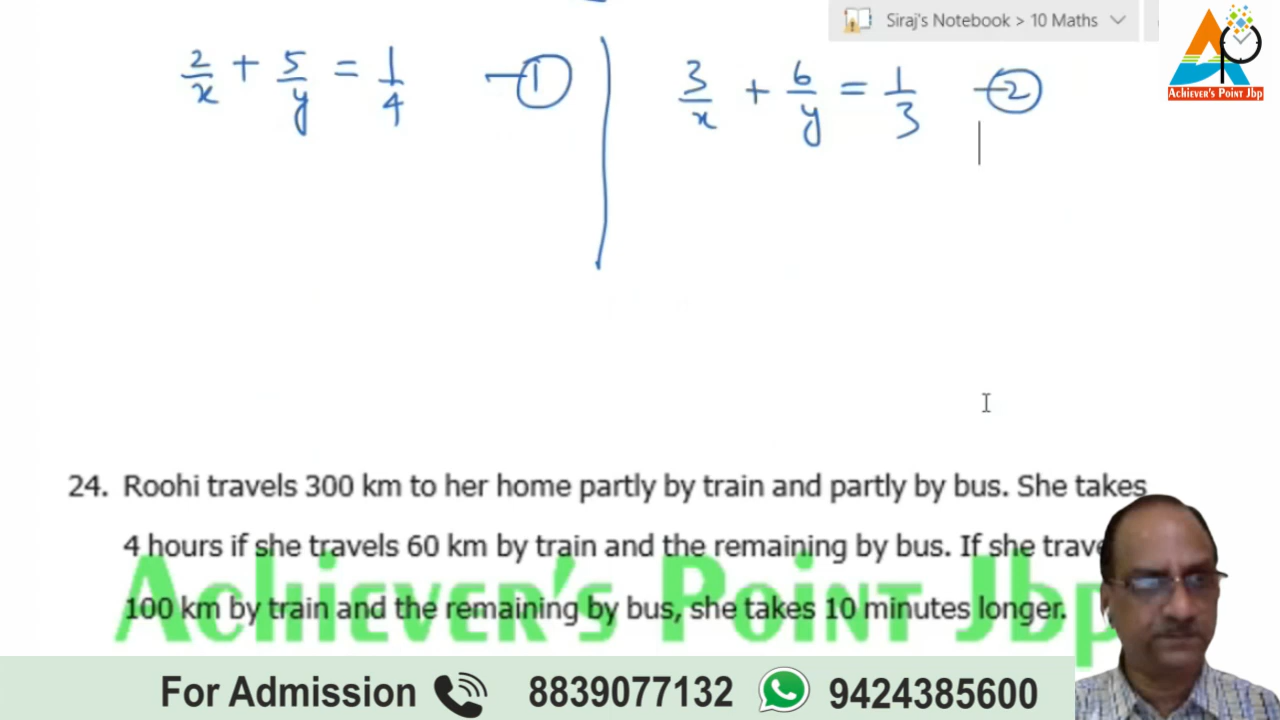 Siraj's Notebook > 10 Maths
ACHIEVER'S POINT JBP
2/x + 5/y = 1/4 —①
3/x + 6/y = 1/3 —②
24. Roohi travels 300 km to her home partly by train and partly by bus. She takes
4 hours if she travels 60 km by train and the remaining by bus. If she trave
100 km by train and the remaining by bus, she takes 10 minutes longer.
Achiever's Point Jbp
For Admission 8839077132 9424385600